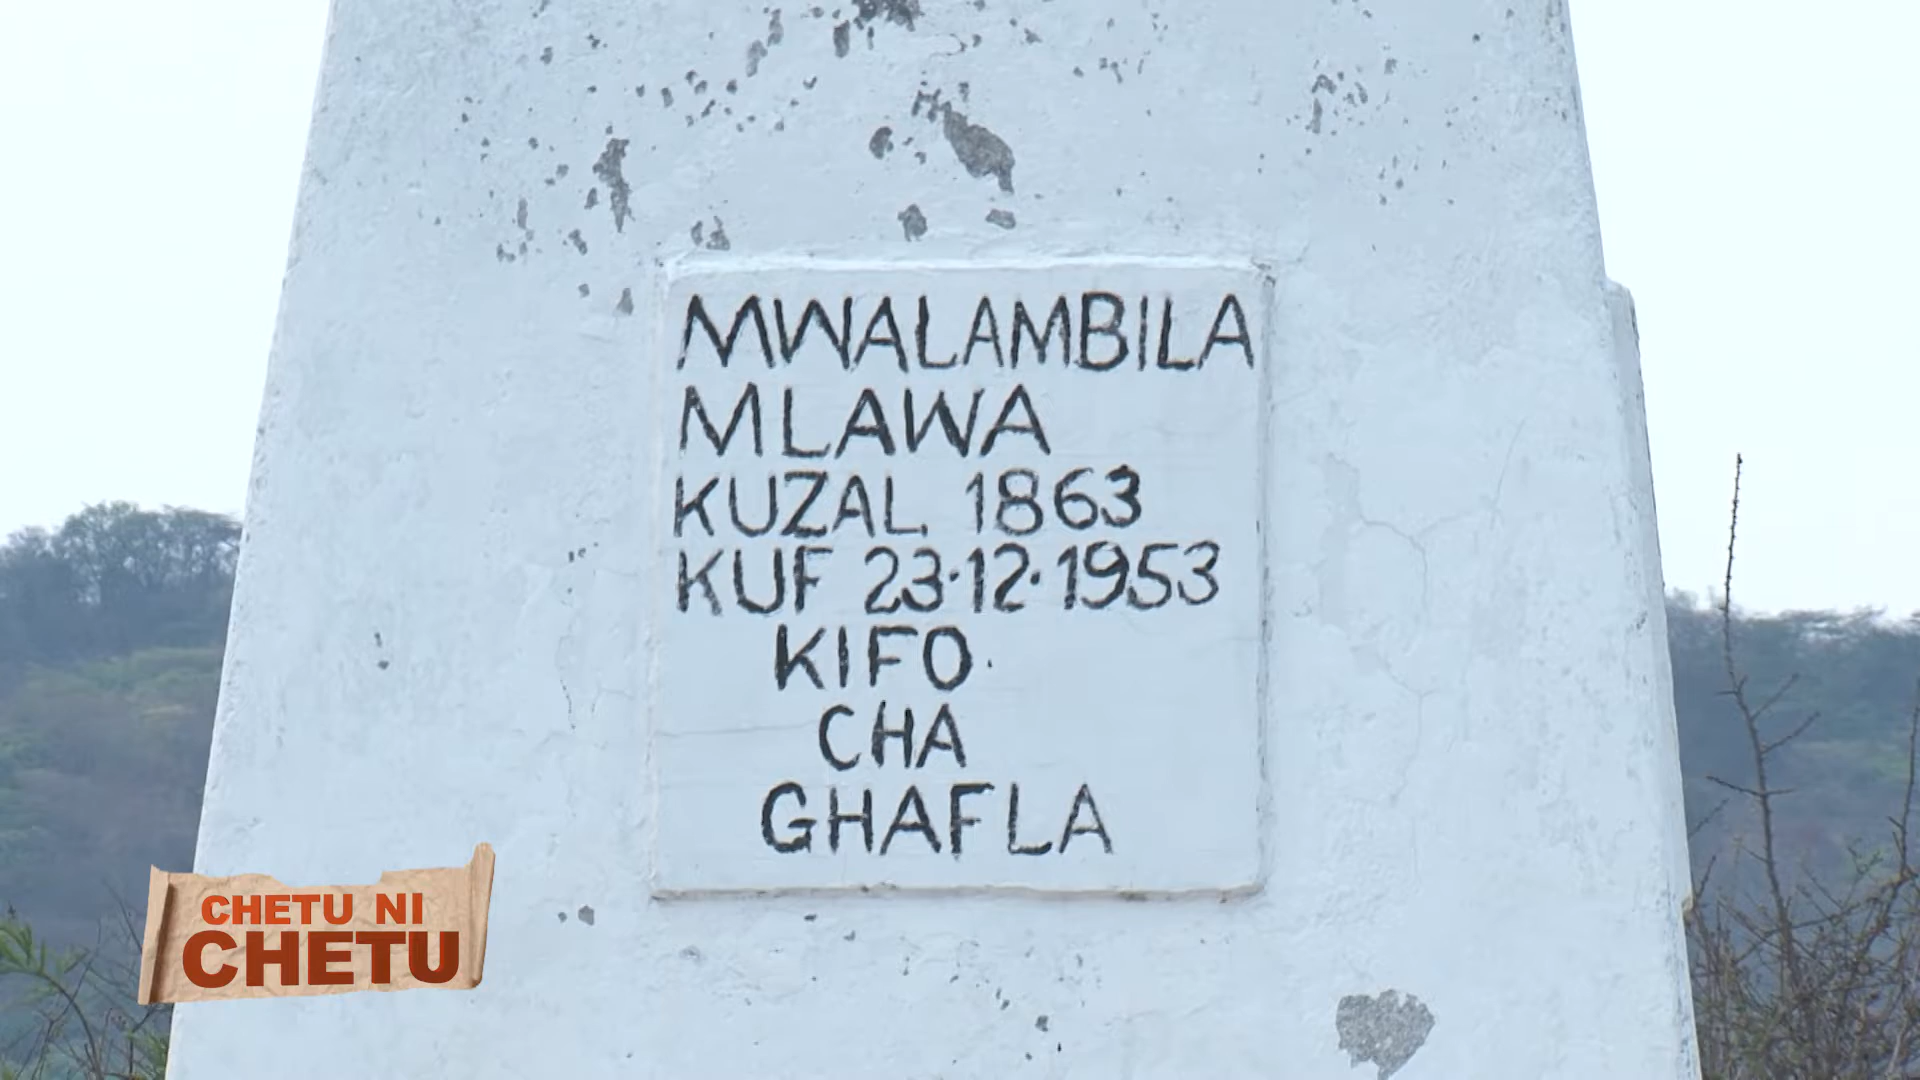 MWALAMBILA
MLAWA
KUZAL 1863
KUF 23·12·1953
KIFO
CHA
GHAFLA
CHETU NI
CHETU